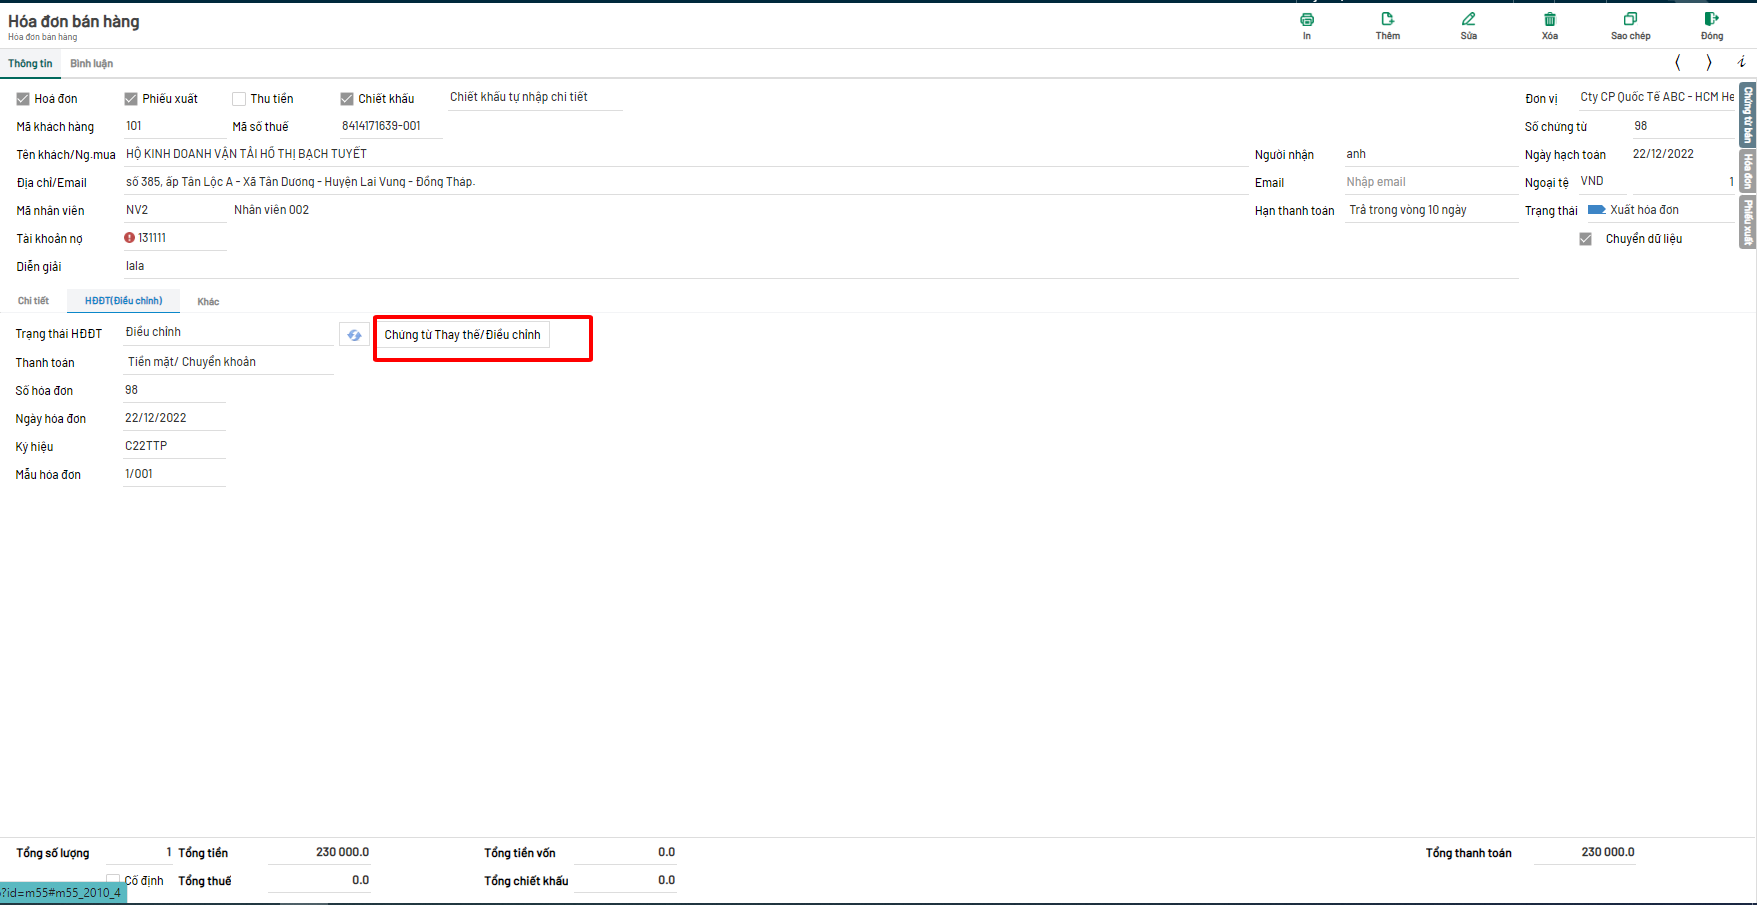 Hóa đơn bán hàng
Hóa đơn bán hàng
In
Thêm
Sửa
Xóa
Sao chép
Đóng
Thông tin
Bình luận
Hoá đơn
Phiếu xuất
Thu tiền
Chiết khấu
Chiết khấu tự nhập chi tiết
Đơn vị
Cty CP Quốc Tế ABC - HCM He
Mã khách hàng
101
Mã số thuế
8414171639-001
Số chứng từ
98
Tên khách/Ng.mua
HỘ KINH DOANH VẬN TẢI HỒ THỊ BẠCH TUYẾT
Người nhận
anh
Ngày hạch toán
22/12/2022
Địa chỉ/Email
số 385, ấp Tân Lộc A - Xã Tân Dương - Huyện Lai Vung - Đồng Tháp.
Email
Nhập email
Ngoại tệ
VND
1
Mã nhân viên
NV2
Nhân viên 002
Hạn thanh toán
Trả trong vòng 10 ngày
Trạng thái
Xuất hóa đơn
Tài khoản nợ
131111
Chuyển dữ liệu
Diễn giải
lala
Chứng từ bán
Hóa đơn
Phiếu xuất
Chi tiết
HĐĐT(Điều chỉnh)
Khác
Trạng thái HĐĐT
Điều chỉnh
Chứng từ Thay thế/Điều chỉnh
Thanh toán
Tiền mặt/ Chuyển khoản
Số hóa đơn
98
Ngày hóa đơn
22/12/2022
Ký hiệu
C22TTP
Mẫu hóa đơn
1/001
Tổng số lượng
1
Tổng tiền
230 000.0
Tổng tiền vốn
0.0
Tổng thanh toán
230 000.0
Cố định
Tổng thuế
0.0
Tổng chiết khấu
0.0
?id=m55#m55_2010_4